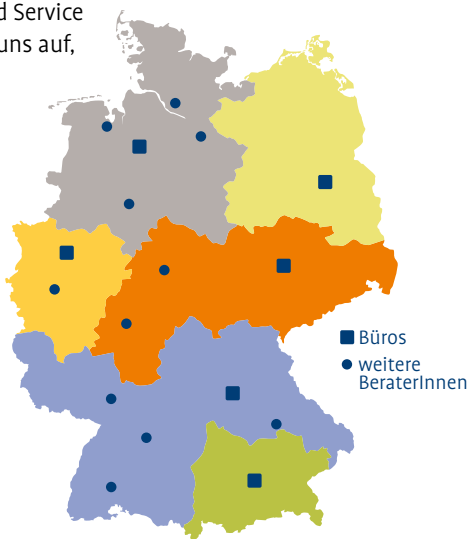 d Service
uns auf,
Büros
weitere
BeraterInnen